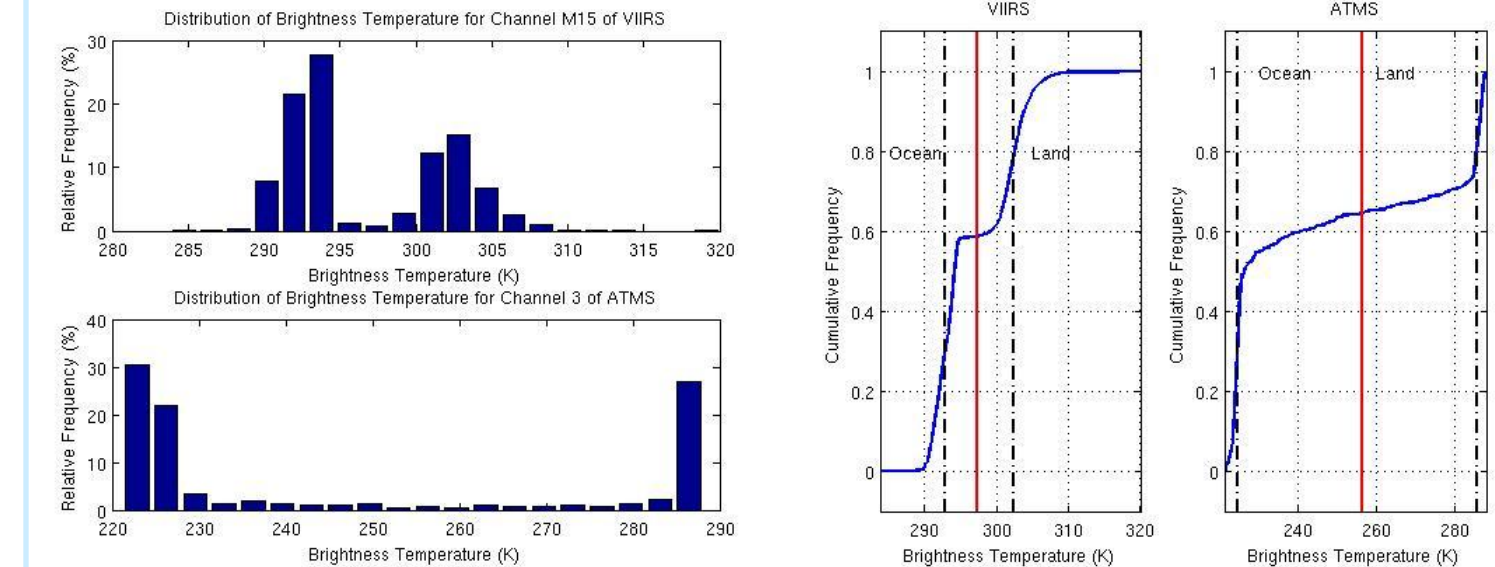 Distribution of Brightness Temperature for Channel M15 of VIIRS
30
20
10
0
Relative Frequency (%)
280 285 290 295 300 305 310 315 320
Brightness Temperature (K)
Distribution of Brightness Temperature for Channel 3 of ATMS
40
30
20
10
0
Relative Frequency (%)
220 230 240 250 260 270 280 290
Brightness Temperature (K)
VIIRS
1
0.8
0.6
0.4
0.2
0
Cumulative Frequency
Ocean Land
290 300 310 320
Brightness Temperature (K)
ATMS
1
0.8
0.6
0.4
0.2
0
Cumulative Frequency
Ocean Land
240 260 280
Brightness Temperature (K)